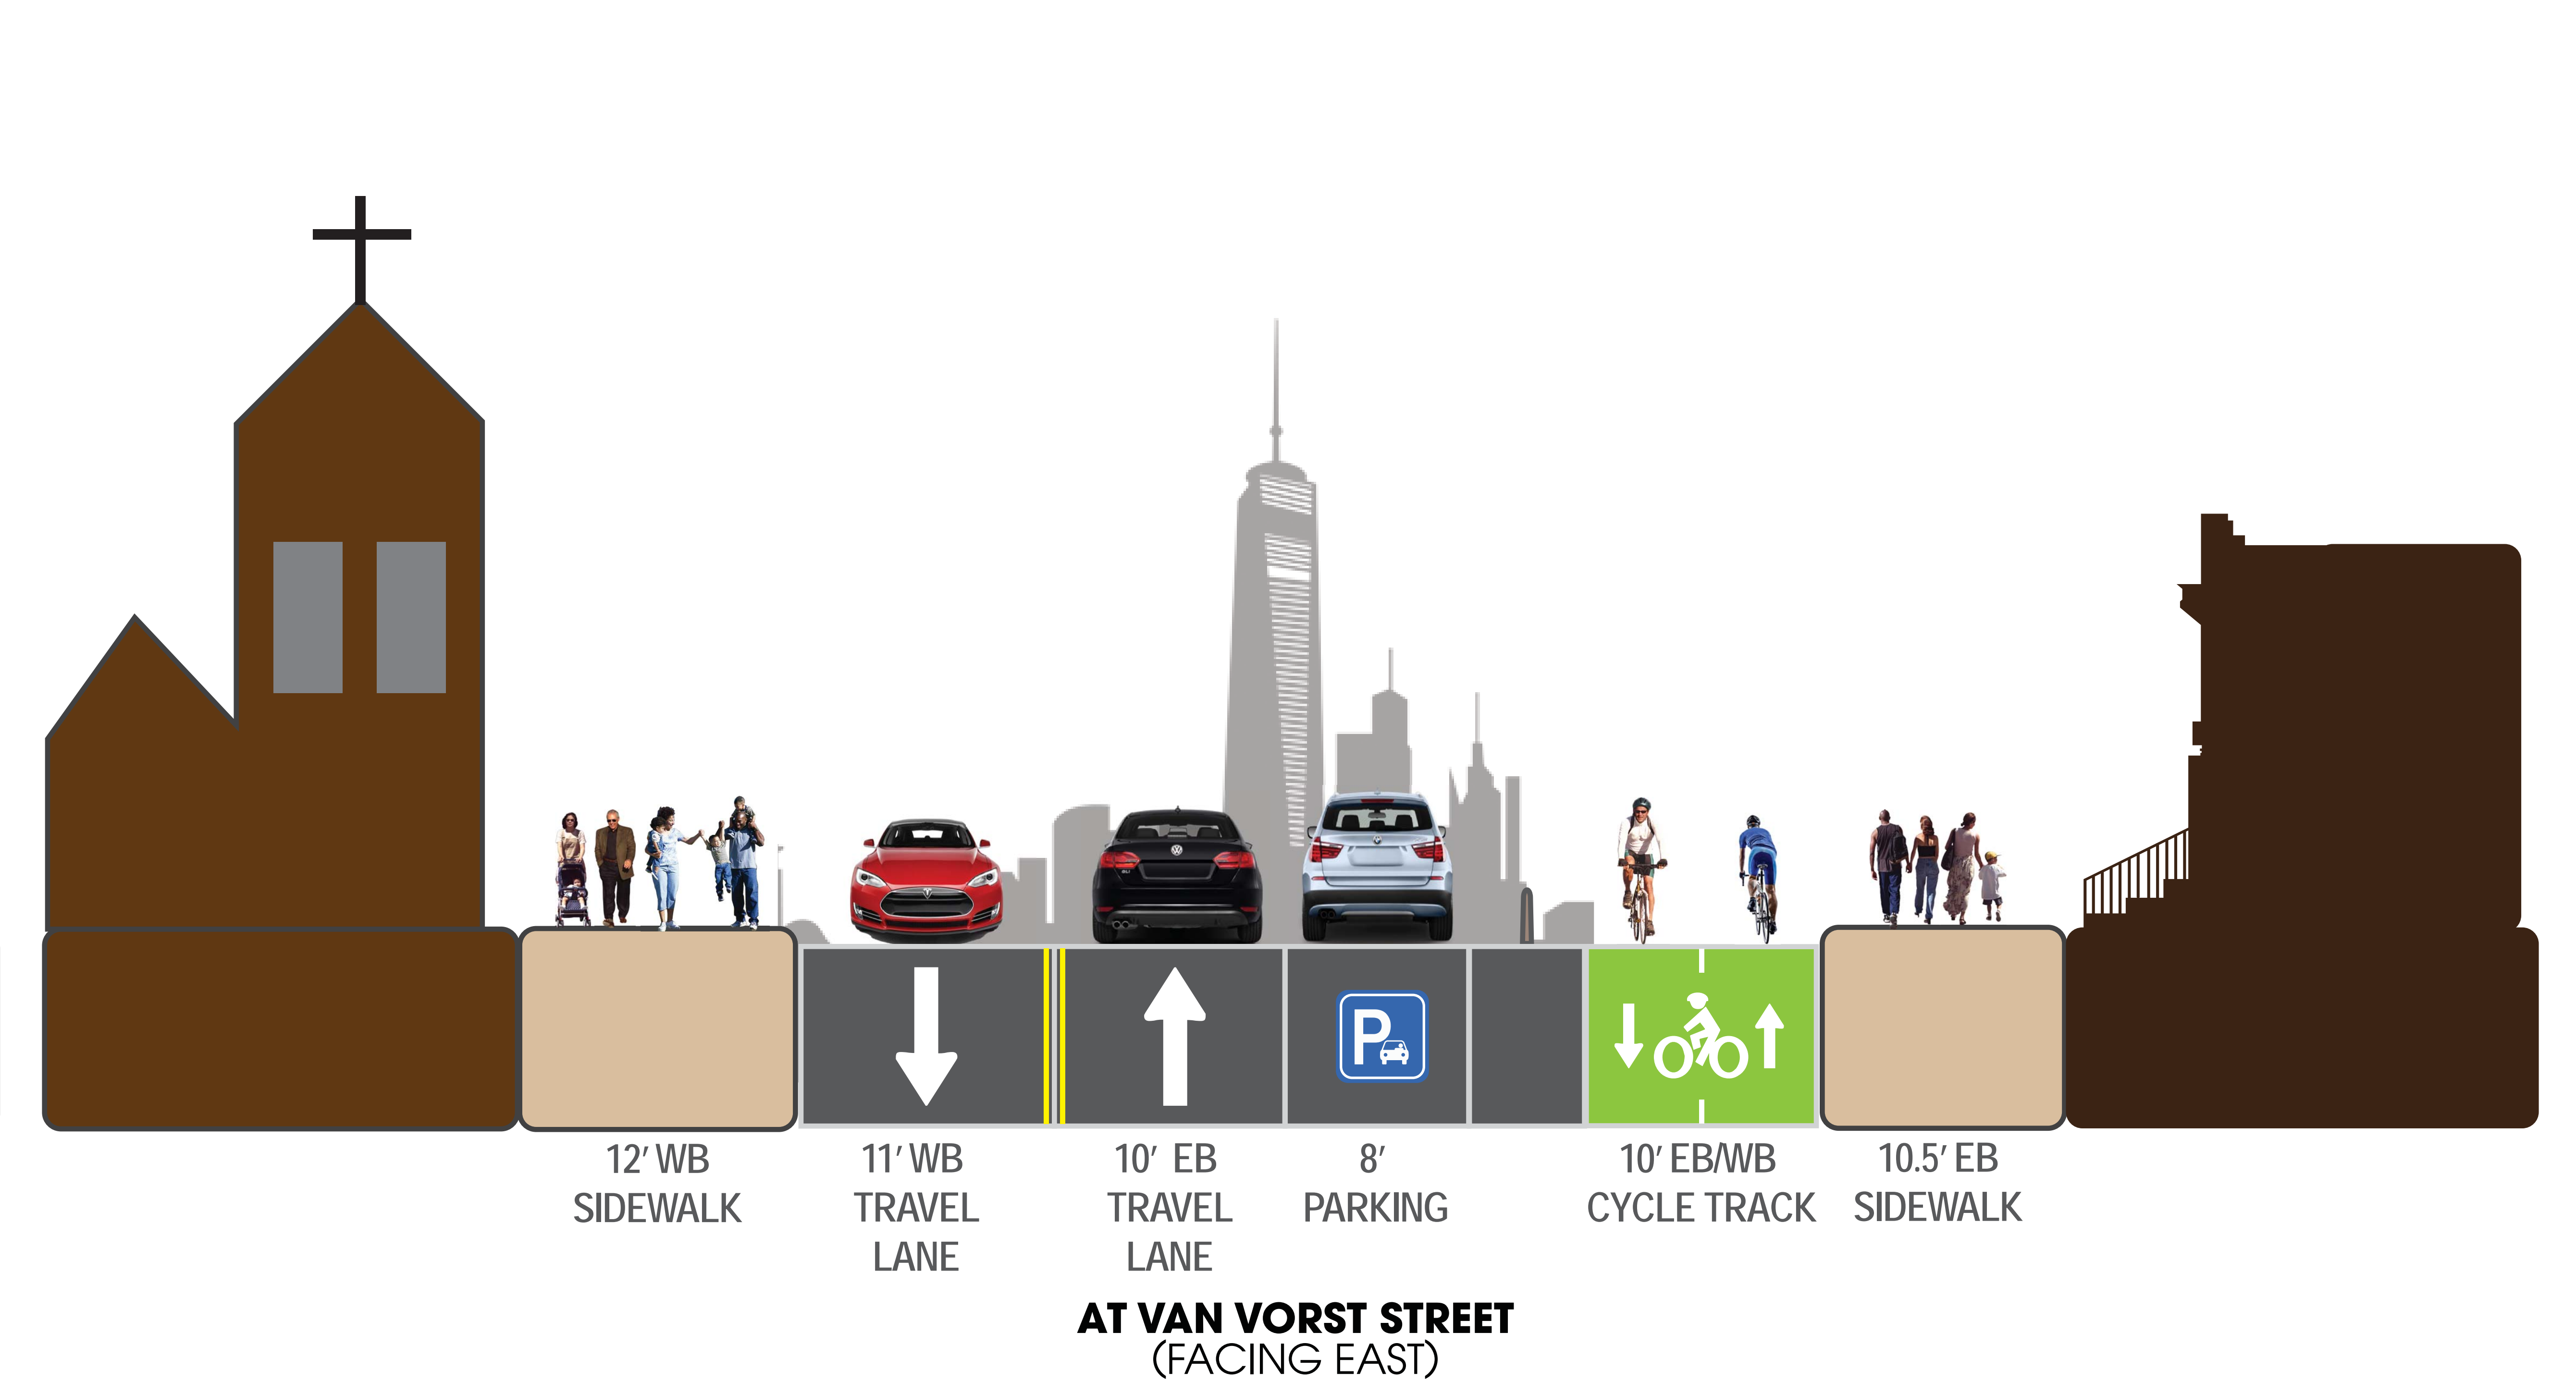 P
12' WB
SIDEWALK
11' WB
TRAVEL
LANE
10' EB
TRAVEL
LANE
8'
PARKING
10' EB/WB
CYCLE TRACK
10.5' EB
SIDEWALK
AT VAN VORST STREET
(FACING EAST)